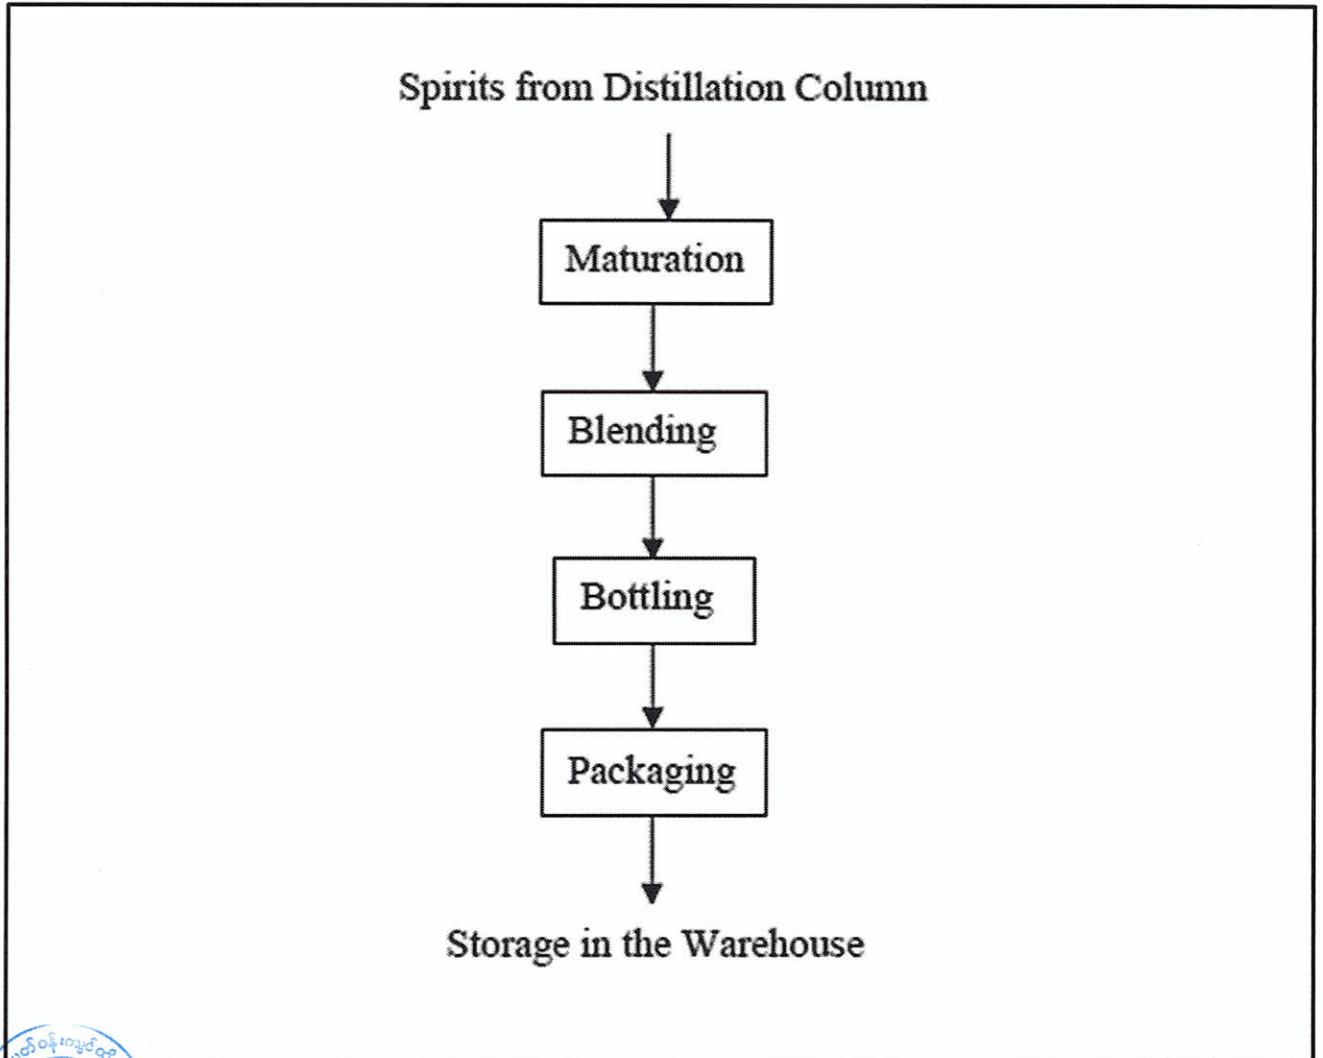 Spirits from Distillation Column
Maturation
Blending
Bottling
Packaging
Storage in the Warehouse